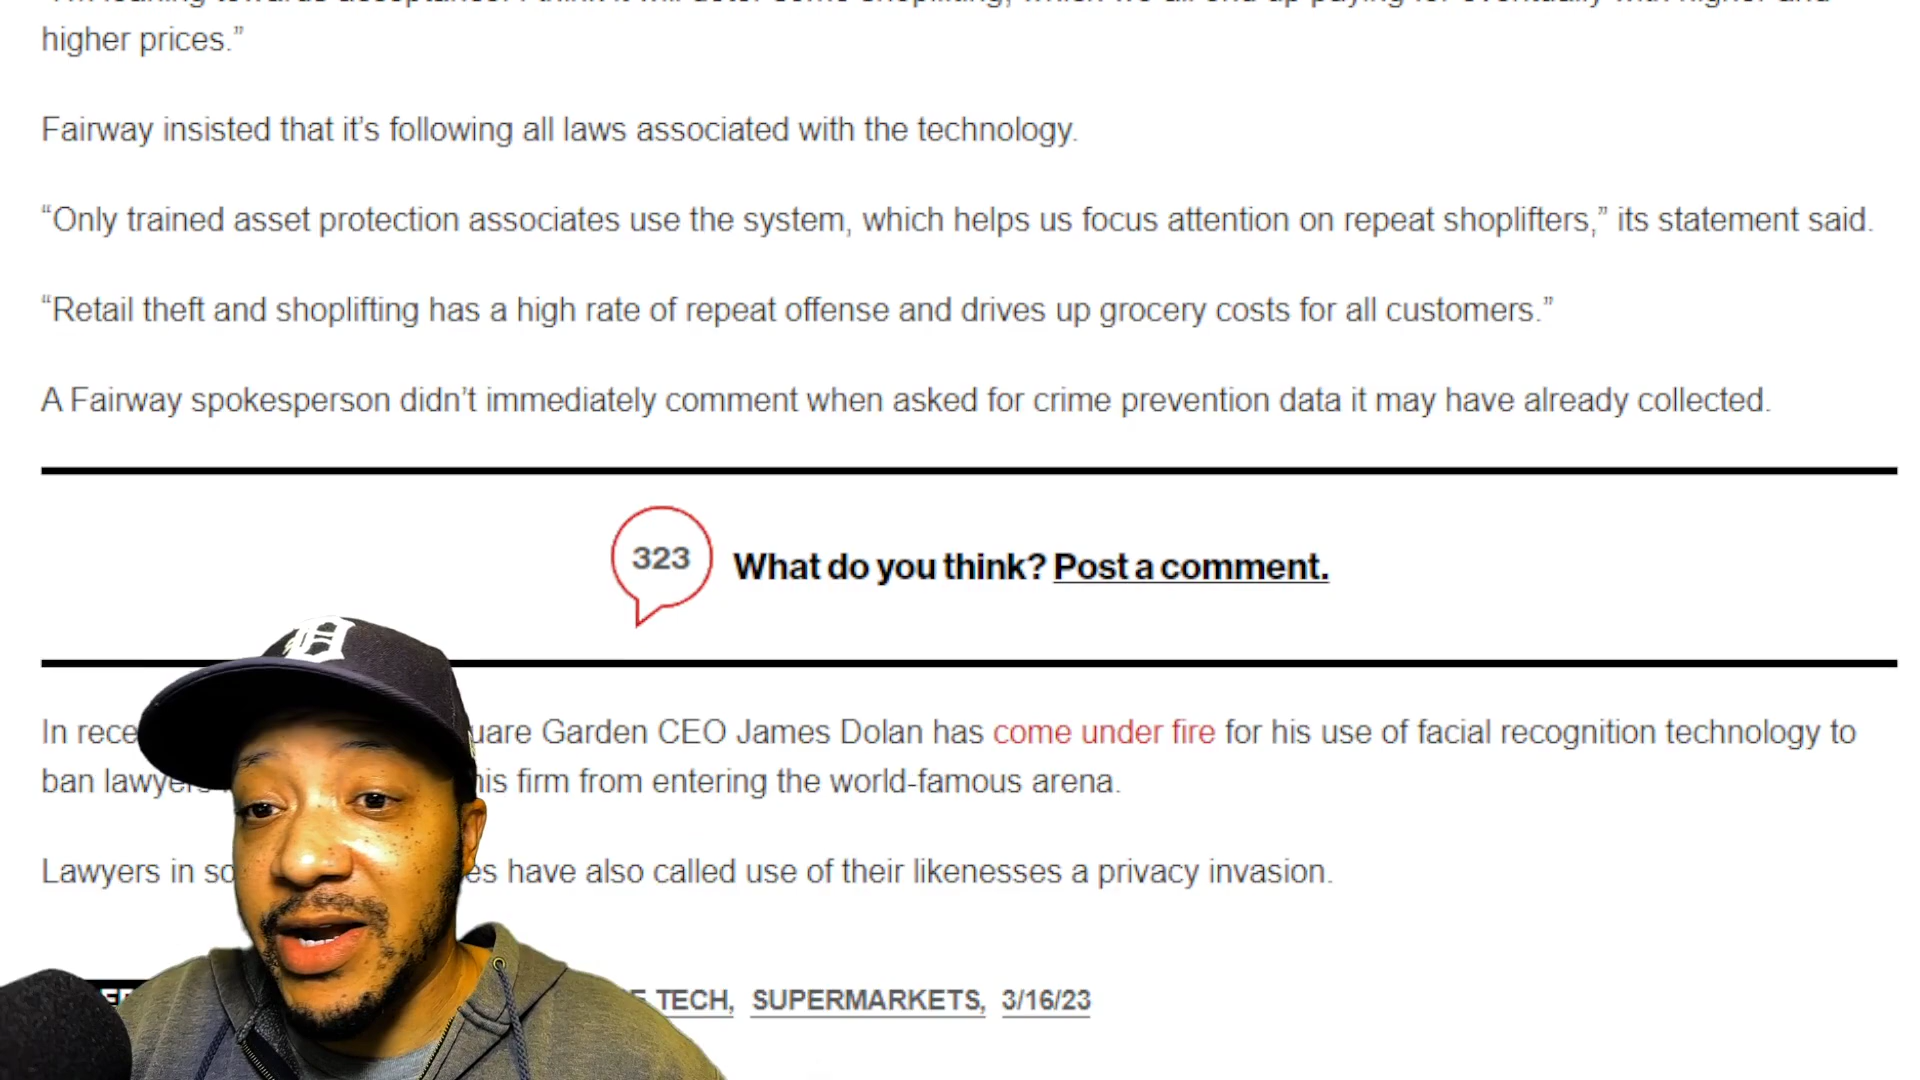 higher prices.”
Fairway insisted that it’s following all laws associated with the technology.
“Only trained asset protection associates use the system, which helps us focus attention on repeat shoplifters,” its statement said.
“Retail theft and shoplifting has a high rate of repeat offense and drives up grocery costs for all customers.”
A Fairway spokesperson didn’t immediately comment when asked for crime prevention data it may have already collected.
323
What do you think? Post a comment.
In Garden CEO James Dolan has come under fire for his use of facial recognition technology to
ban firm from entering the world-famous arena.
Lawyers in have also called use of their likenesses a privacy invasion.
TECH, SUPERMARKETS, 3/16/23